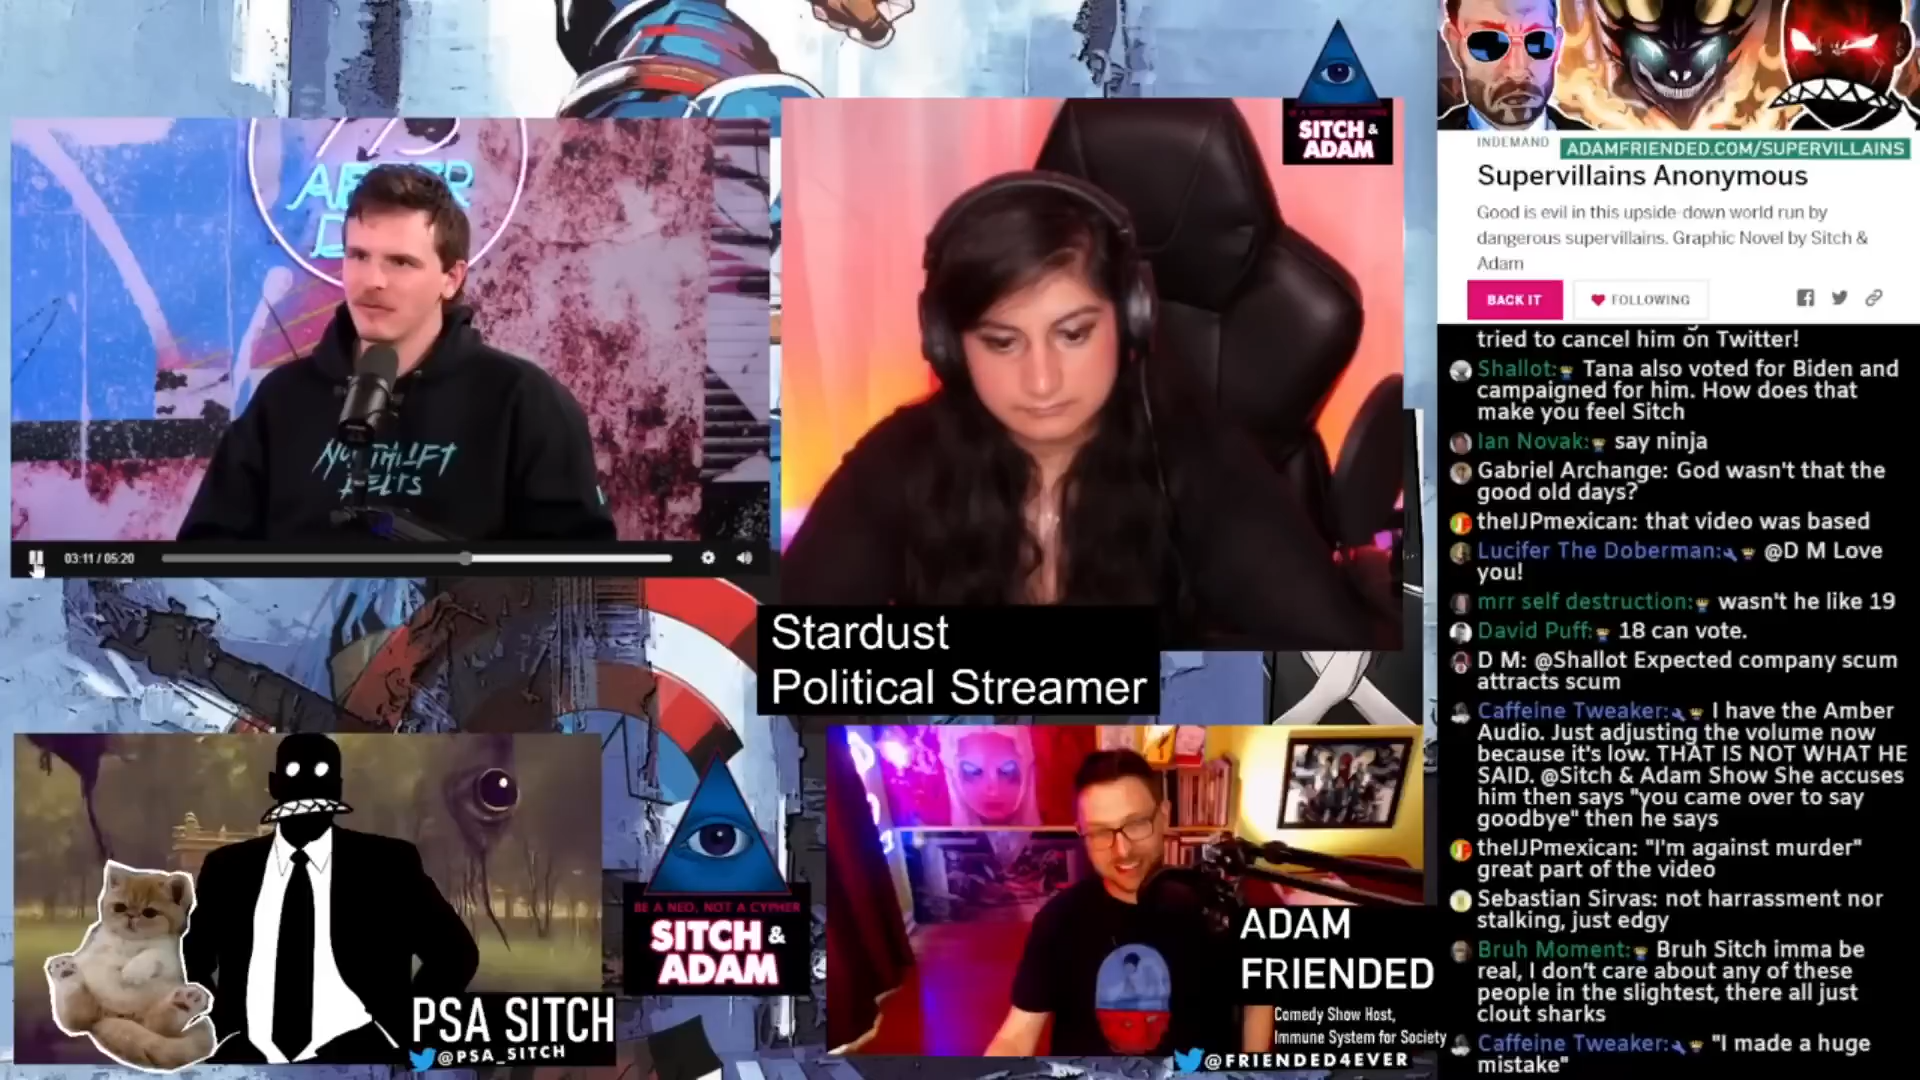 AFTER
NORTHLIFT
BELTS
03:11 / 05:20
SITCH &
ADAM
Stardust
Political Streamer
BE A NEO, NOT A CYPHER
SITCH &
ADAM
PSA SITCH
@PSA_SITCH
ADAM
FRIENDED
Comedy Show Host,
Immune System for Society
@FRIENDED4EVER
INDEMAND
ADAMFRIENDED.COM/SUPERVILLAINS
Supervillains Anonymous
Good is evil in this upside-down world run by
dangerous supervillains. Graphic Novel by Sitch &
Adam
BACK IT
FOLLOWING
tried to cancel him on Twitter!
Shallot: Tana also voted for Biden and
campaigned for him. How does that
make you feel Sitch
Ian Novak: say ninja
Gabriel Archange: God wasn't that the
good old days?
theIJPmexican: that video was based
Lucifer The Doberman: @D M Love
you!
mrr self destruction: wasn't he like 19
David Puff: 18 can vote.
D M: @Shallot Expected company scum
attracts scum
Caffeine Tweaker: I have the Amber
Audio. Just adjusting the volume now
because it's low. THAT IS NOT WHAT HE
SAID. @Sitch & Adam Show She accuses
him then says "you came over to say
goodbye" then he says
theIJPmexican: "I'm against murder"
great part of the video
Sebastian Sirvas: not harrassment nor
stalking, just edgy
Bruh Moment: Bruh Sitch imma be
real, I don't care about any of these
people in the slightest, there all just
clout sharks
Caffeine Tweaker: "I made a huge
mistake"